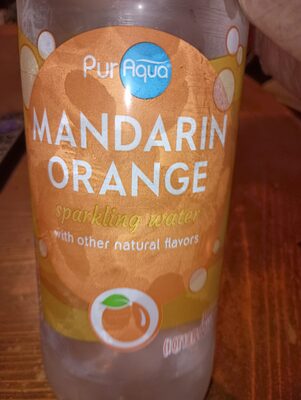 PurAqua
MANDARIN
ORANGE
sparkling water
with other natural flavors